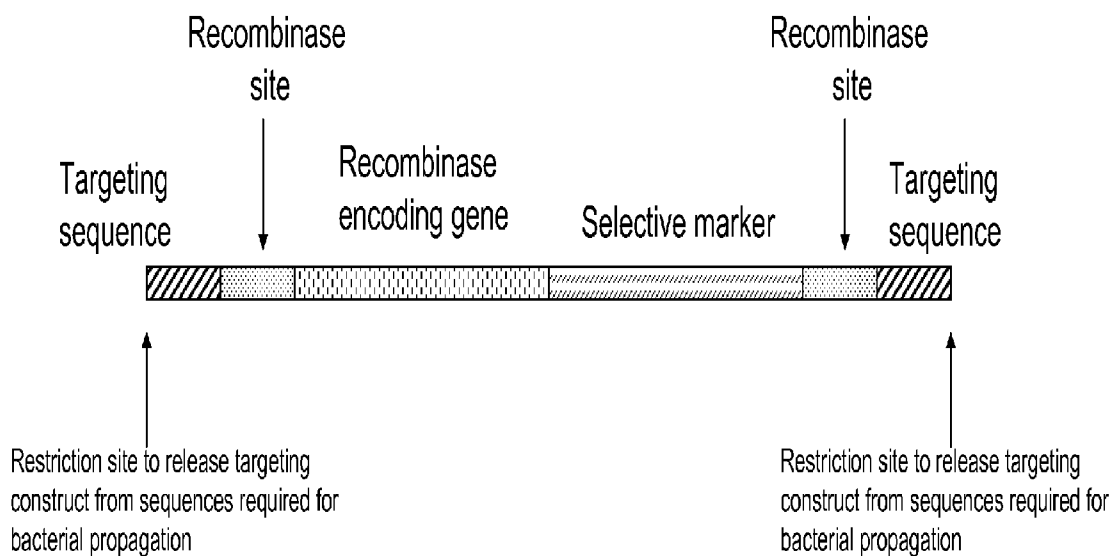 Recombinase
site
Recombinase
site
Targeting
sequence
Recombinase
encoding gene
Selective marker
Targeting
sequence
Restriction site to release targeting
construct from sequences required for
bacterial propagation
Restriction site to release targeting
construct from sequences required for
bacterial propagation